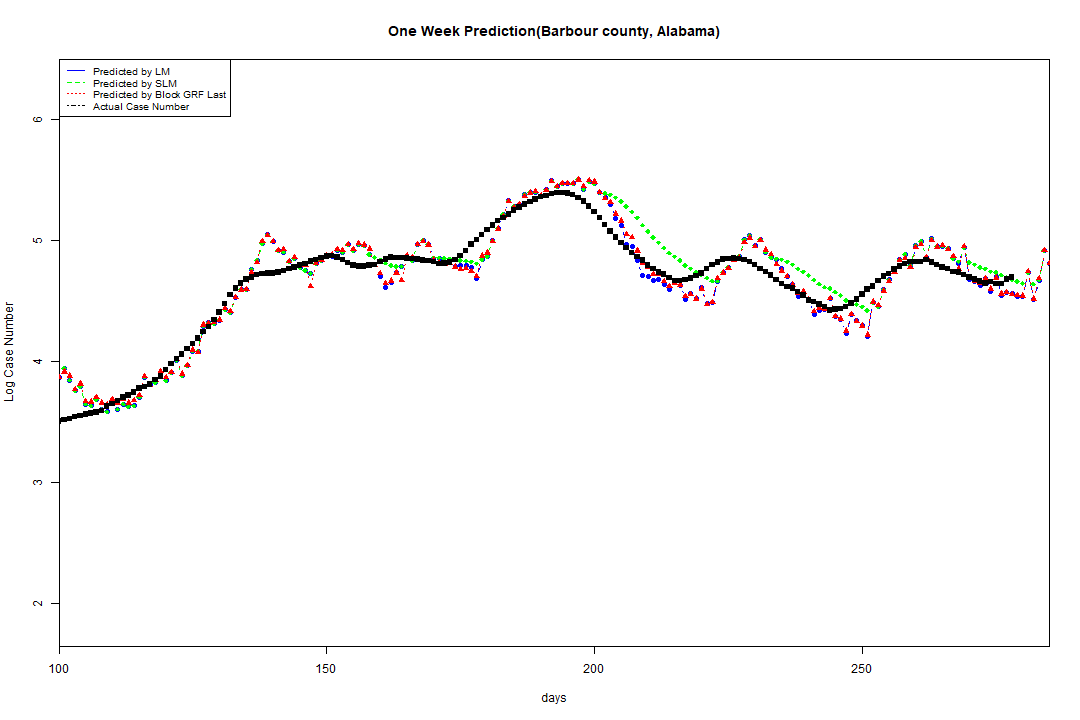 One Week Prediction(Barbour county, Alabama)
Predicted by LM
Predicted by SLM
Predicted by Block GRF Last
Actual Case Number
6
5
4
3
2
Log Case Number
100
150
200
250
days